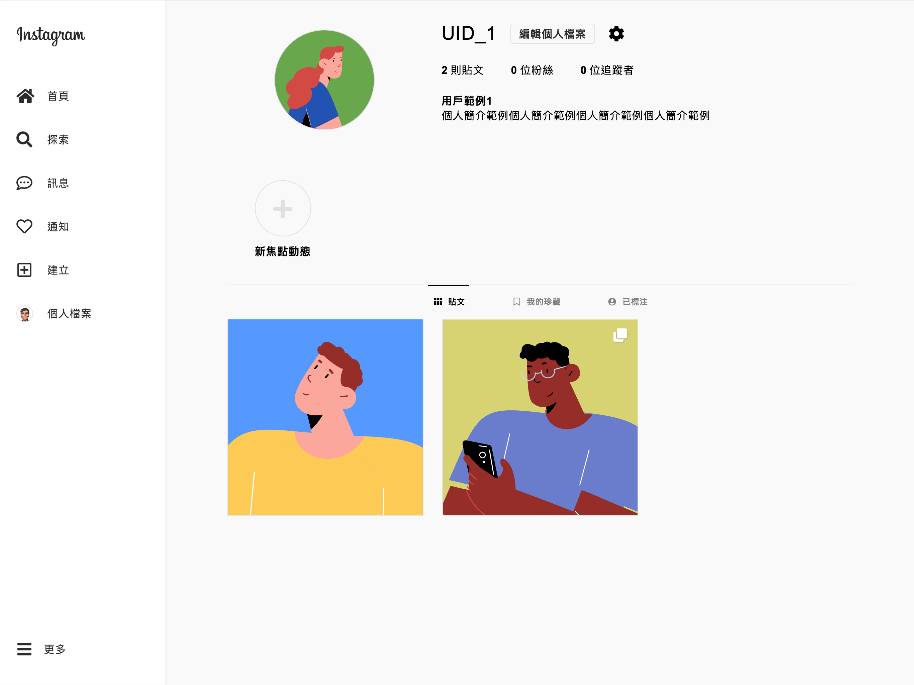 Instagram
首頁
探索
訊息
通知
建立
個人檔案
更多
UID_1 編輯個人檔案
2 則貼文 0 位粉絲 0 位追蹤者
用戶範例1
個人簡介範例個人簡介範例個人簡介範例個人簡介範例
新焦點動態
貼文 我的珍藏 已標注